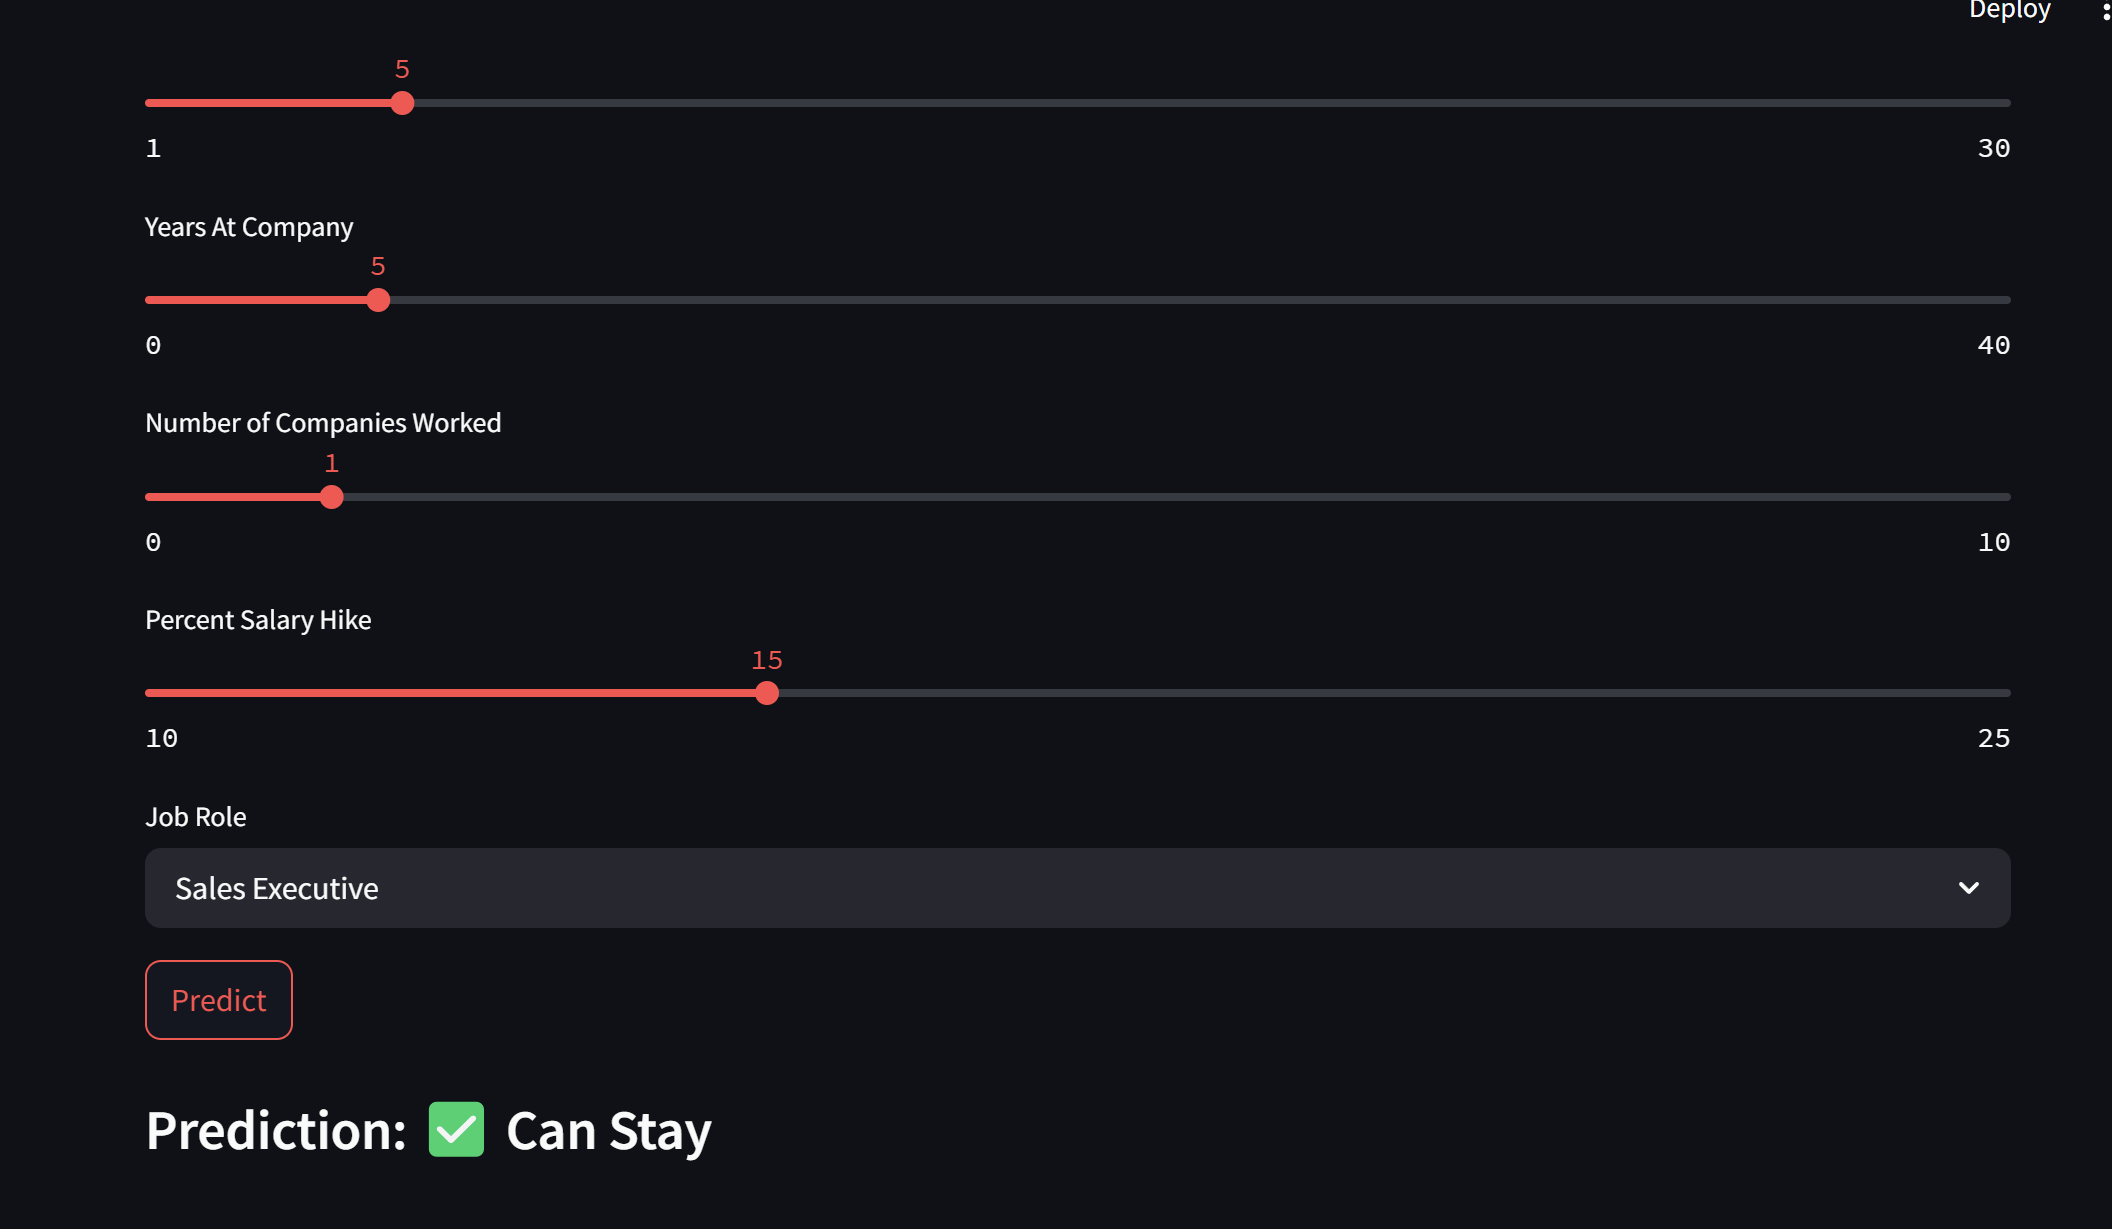 Deploy
5
1 30
Years At Company
5
0 40
Number of Companies Worked
1
0 10
Percent Salary Hike
15
10 25
Job Role
Sales Executive
Predict
Prediction: ✅ Can Stay